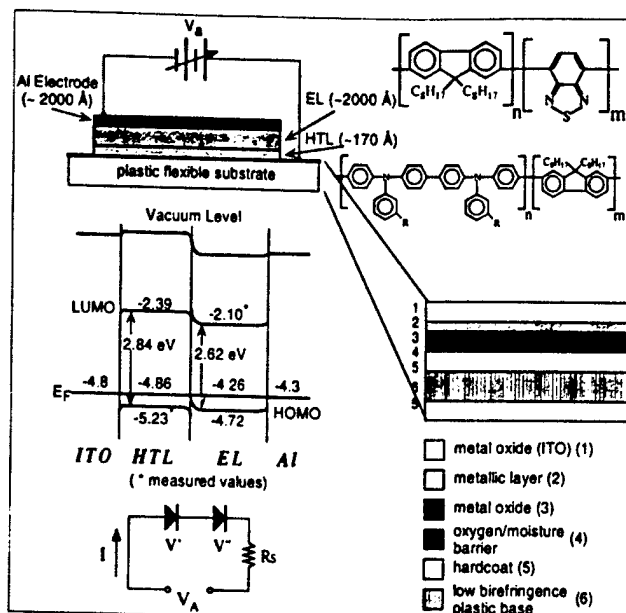 Va
Al Electrode
(~ 2000 Å)
EL (~2000 Å)
HTL (~170 Å)
plastic flexible substrate
C8H17 C8H17
n
N N
S
m
N N
R R
n
C8H17 C8H17
m
Vacuum Level
LUMO
-2.39
-2.10*
2.84 eV
2.62 eV
EF
-4.8
-4.86
-4.26
-4.3
-5.23*
-4.72
HOMO
ITO HTL EL Al
(* measured values)
I
V' V"
Rs
VA
1
2
3
4
5
6
5
metal oxide (ITO) (1)
metallic layer (2)
metal oxide (3)
oxygen/moisture
barrier (4)
hardcoat (5)
low birefringence
plastic base (6)